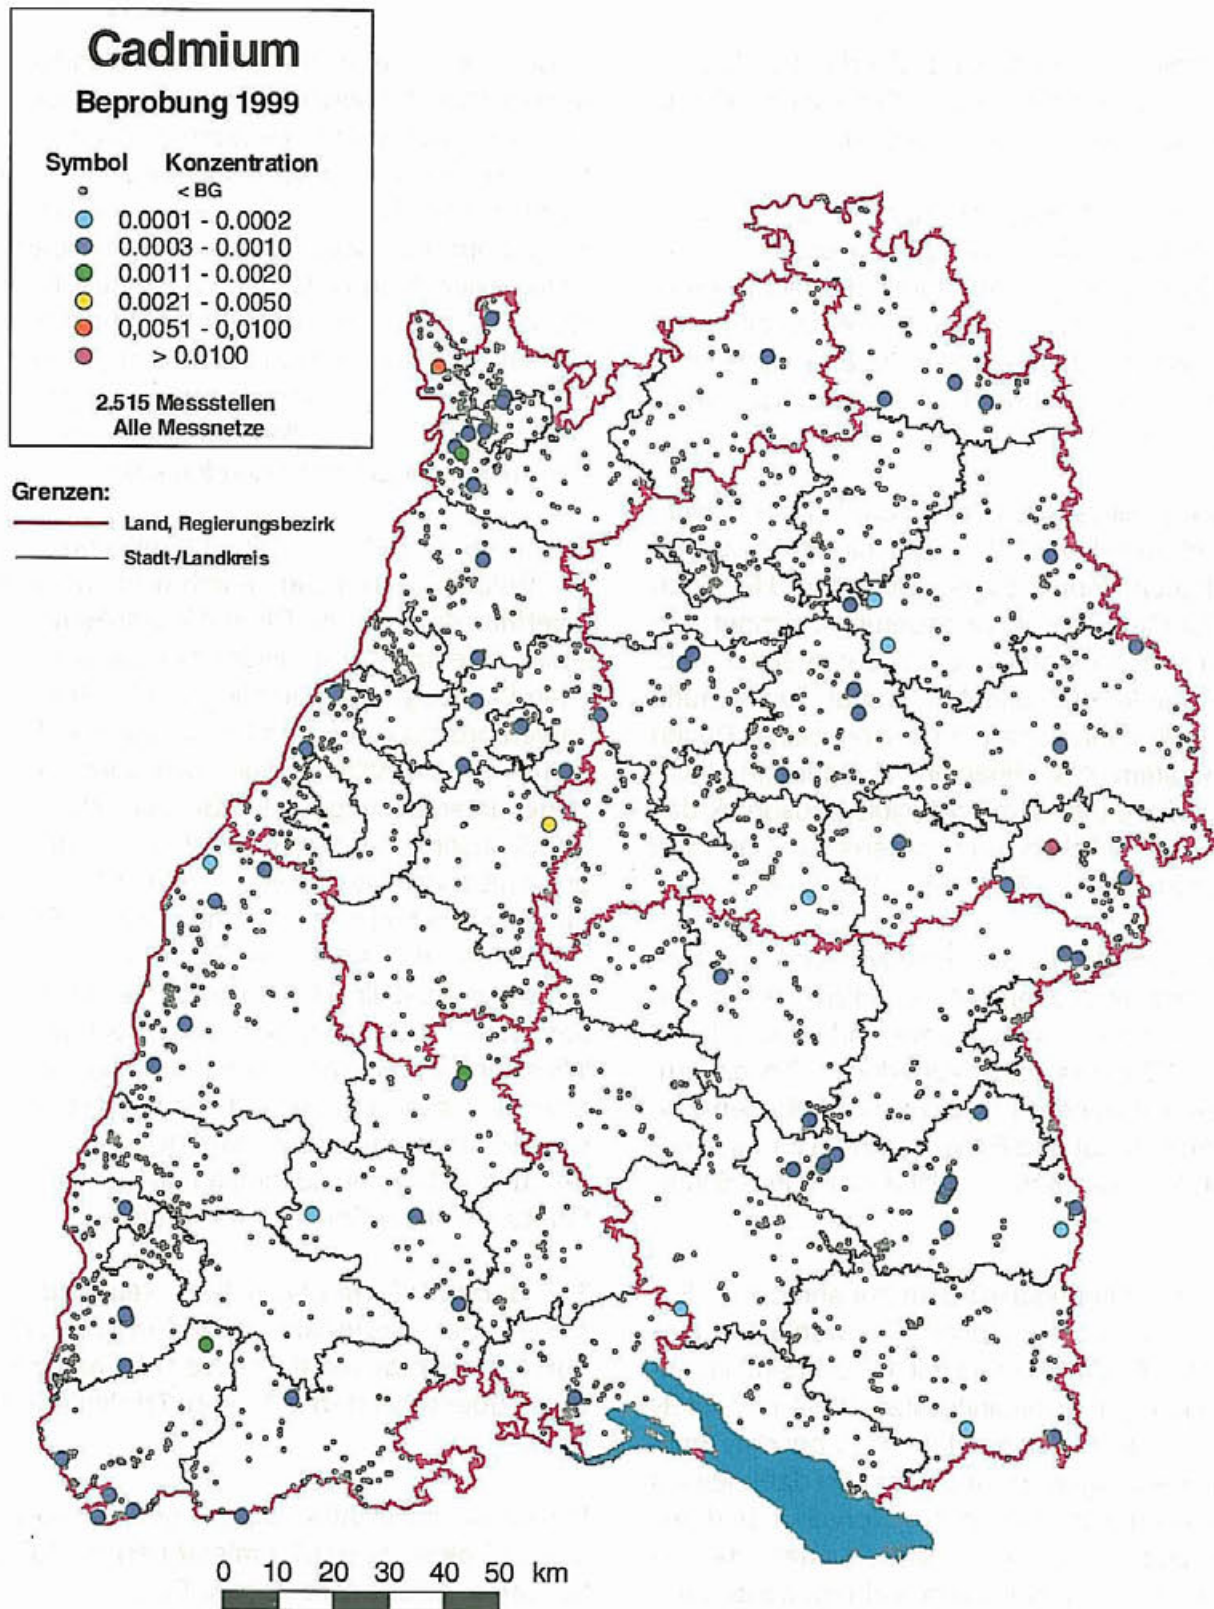 Cadmium
Beprobung 1999
Symbol Konzentration
< BG
0.0001 - 0.0002
0.0003 - 0.0010
0.0011 - 0.0020
0.0021 - 0.0050
0,0051 - 0,0100
> 0.0100
2.515 Messstellen
Alle Messnetze
Grenzen:
Land, Regierungsbezirk
Stadt-/Landkreis
0 10 20 30 40 50 km